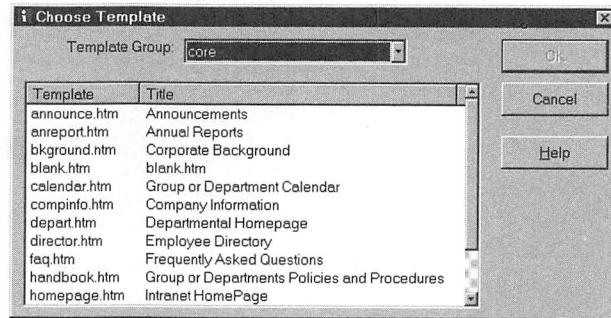 Choose Template
Template Group: core
OK
Template Title
Cancel
announce.htm Announcements
anreport.htm Annual Reports
bkground.htm Corporate Background
Help
blank.htm blank.htm
calendar.htm Group or Department Calendar
compinfo.htm Company Information
depart.htm Departmental Homepage
director.htm Employee Directory
faq.htm Frequently Asked Questions
handbook.htm Group or Departments Policies and Procedures
homepage.htm Intranet HomePage